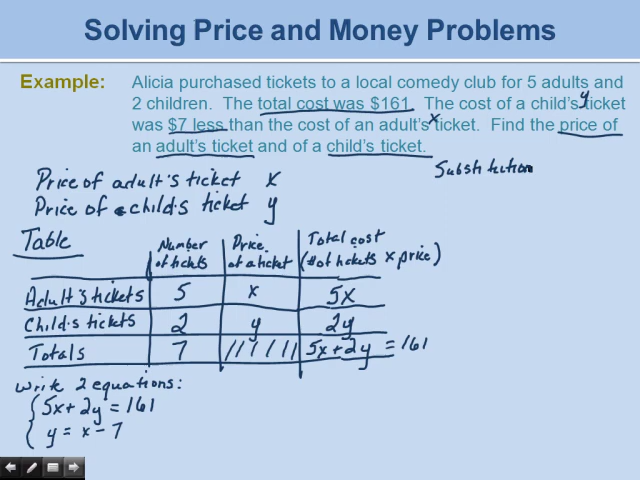 Solving Price and Money Problems
Example: Alicia purchased tickets to a local comedy club for 5 adults and
2 children. The total cost was $161. The cost of a child's ticket
y
was $7 less than the cost of an adult's ticket. Find the price of
x
an adult's ticket and of a child's ticket.
Substitution
Price of adult's ticket x
Price of child's ticket y
Table
Number of tickets
Price of a ticket
Total cost (# of tickets x price)
Adult's tickets 5 x 5x
Child's tickets 2 y 2y
Totals 7 ////// 5x + 2y = 161
Write 2 equations:
5x + 2y = 161
y = x - 7